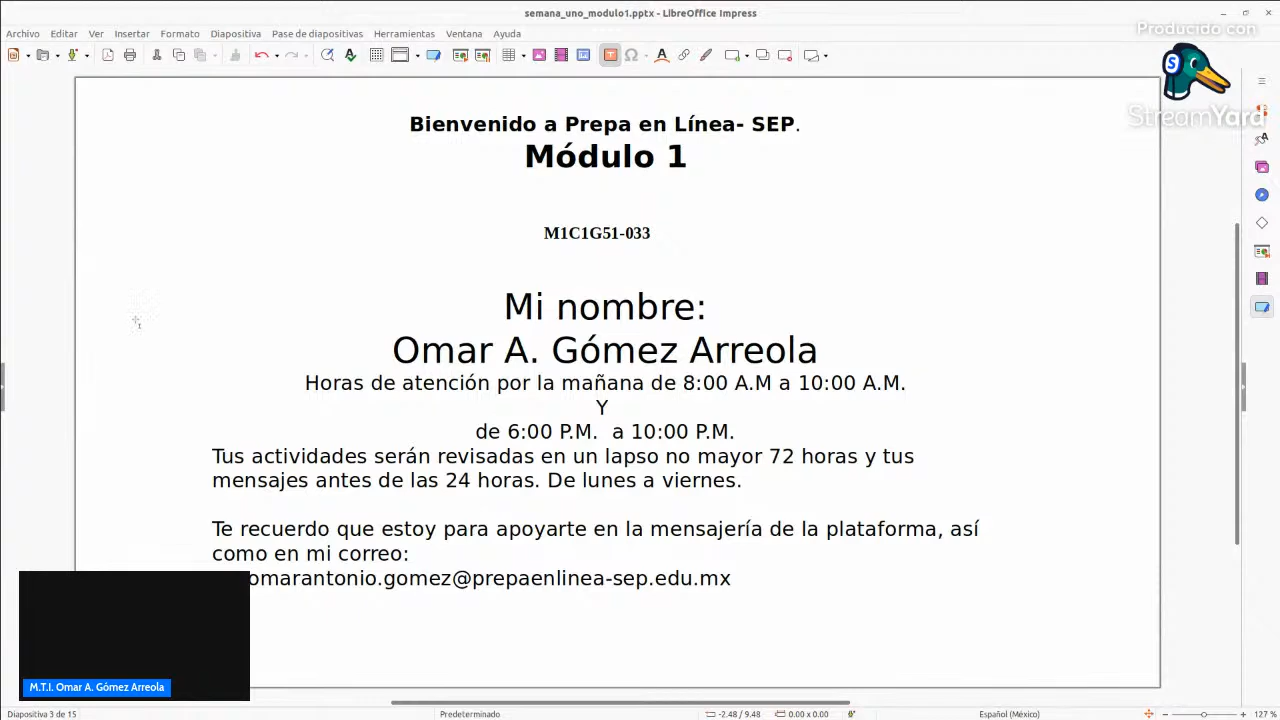 semana_uno_modulo1.pptx - LibreOffice Impress
Archivo Editar Ver Insertar Formato Diapositiva Pase de diapositivas Herramientas Ventana Ayuda
Producido con
StreamYard
Bienvenido a Prepa en Línea- SEP.
Módulo 1
M1C1G51-033
Mi nombre:
Omar A. Gómez Arreola
Horas de atención por la mañana de 8:00 A.M a 10:00 A.M.
Y
de 6:00 P.M. a 10:00 P.M.
Tus actividades serán revisadas en un lapso no mayor 72 horas y tus
mensajes antes de las 24 horas. De lunes a viernes.
Te recuerdo que estoy para apoyarte en la mensajería de la plataforma, así
como en mi correo:
omarantonio.gomez@prepaenlinea-sep.edu.mx
M.T.I. Omar A. Gómez Arreola
Diapositiva 3 de 15 Predeterminado -2.48 / 9.48 0.00 x 0.00 Español (México) 127 %